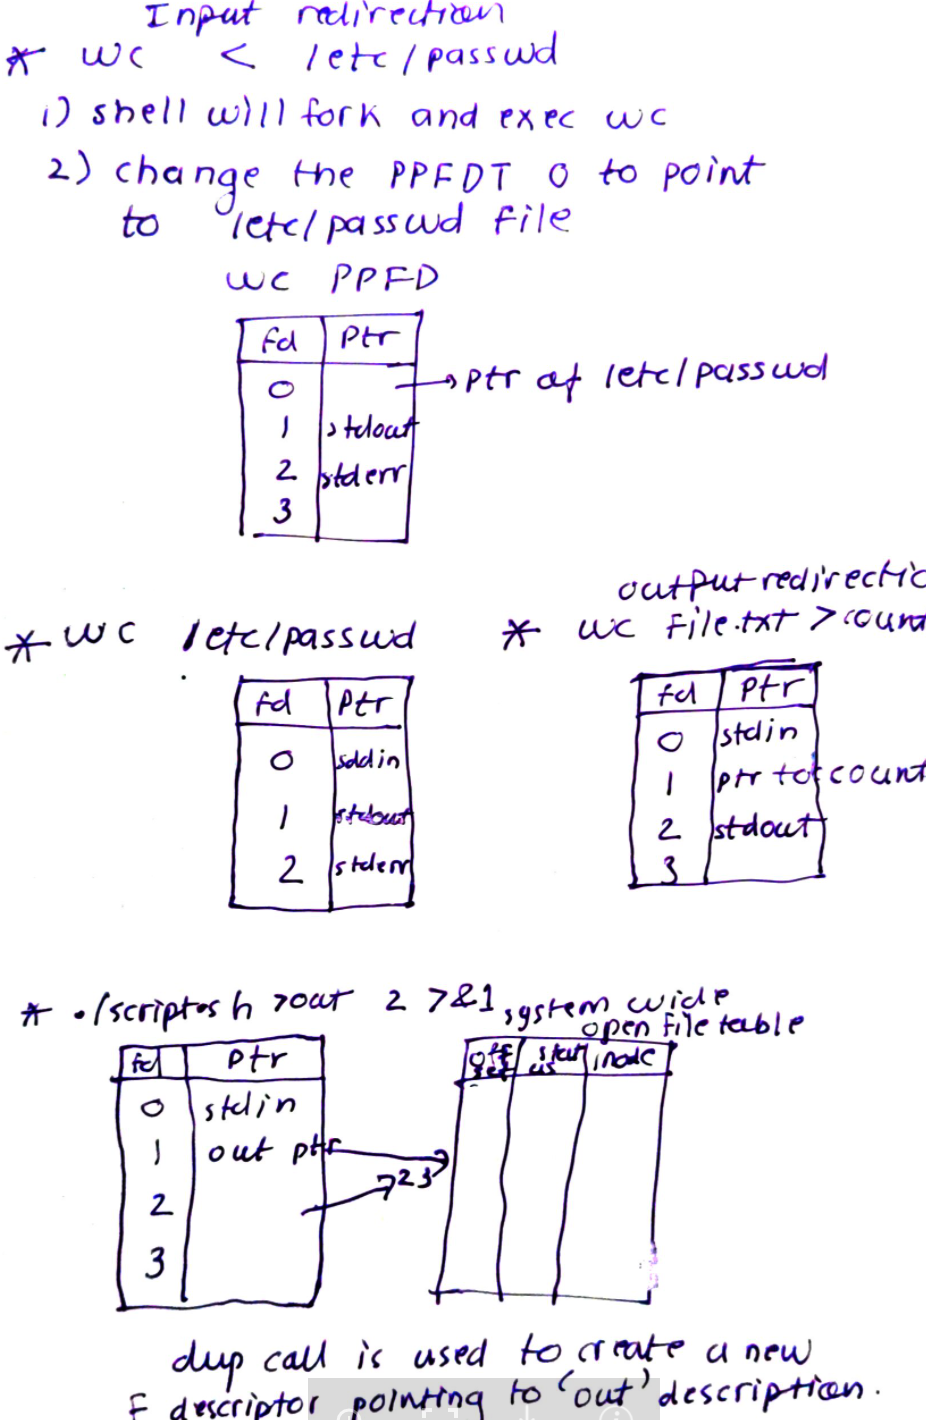 Input redirection
* wc < /etc/passwd
1) shell will fork and exec wc
2) change the PPFDT 0 to point
to /etc/passwd file
wc PPFD
fd ptr
0 → ptr of /etc/passwd
1 stdout
2 stderr
3
* wc /etc/passwd
fd ptr
0 stdin
1 stdout
2 stderr
output redirectio
* wc file.txt > count
fd ptr
0 stdin
1 ptr to count
2 stdout
3
* ./script.sh >out 2 >&1
fd ptr
0 stdin
1 out ptr
2
3
system wide
open file table
offset status inode
123
dup call is used to create a new
F descriptor pointing to 'out' description.